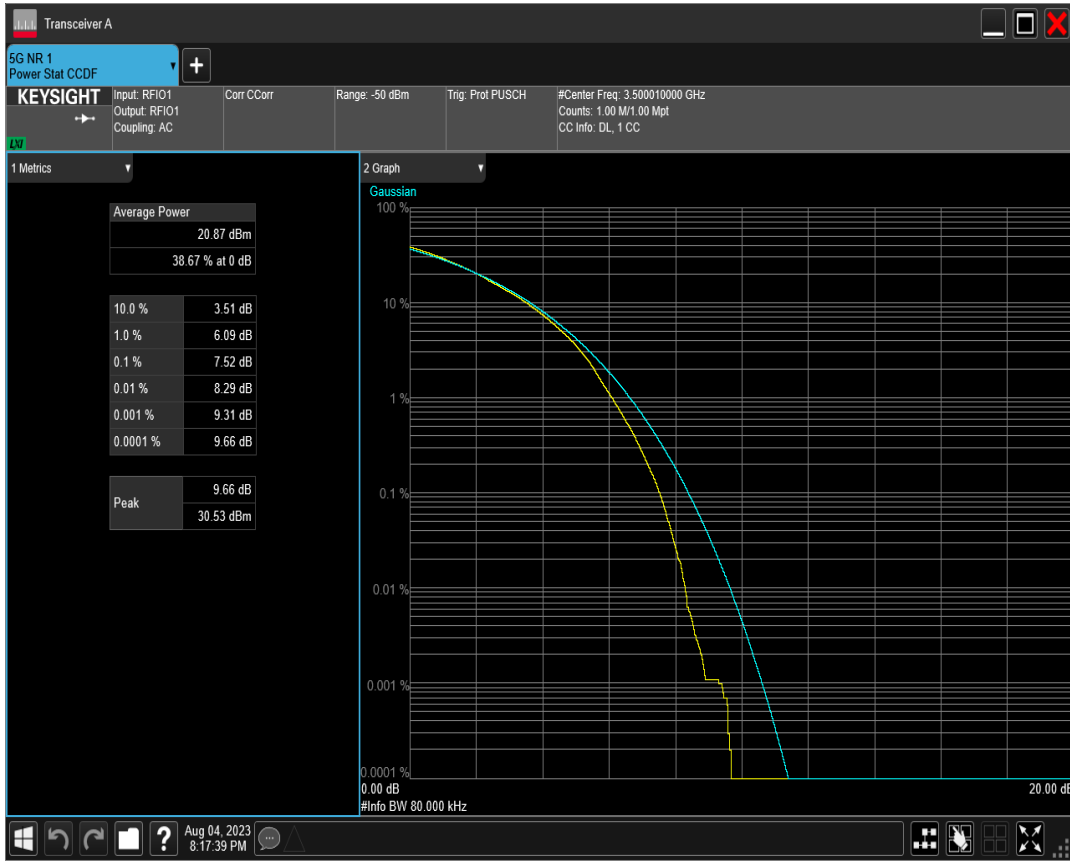 Transceiver A
5G NR 1
Power Stat CCDF
KEYSIGHT
LXI
Input: RFIO1
Output: RFIO1
Coupling: AC
Corr CCorr
Range: -50 dBm
Trig: Prot PUSCH
#Center Freq: 3.500010000 GHz
Counts: 1.00 M/1.00 Mpt
CC Info: DL, 1 CC
1 Metrics
Average Power
20.87 dBm
38.67 % at 0 dB
10.0 % 3.51 dB
1.0 % 6.09 dB
0.1 % 7.52 dB
0.01 % 8.29 dB
0.001 % 9.31 dB
0.0001 % 9.66 dB
Peak
9.66 dB
30.53 dBm
2 Graph
Gaussian
100 %
10 %
1 %
0.1 %
0.01 %
0.001 %
0.0001 %
0.00 dB
20.00 dB
#Info BW 80.000 kHz
?
Aug 04, 2023
8:17:39 PM